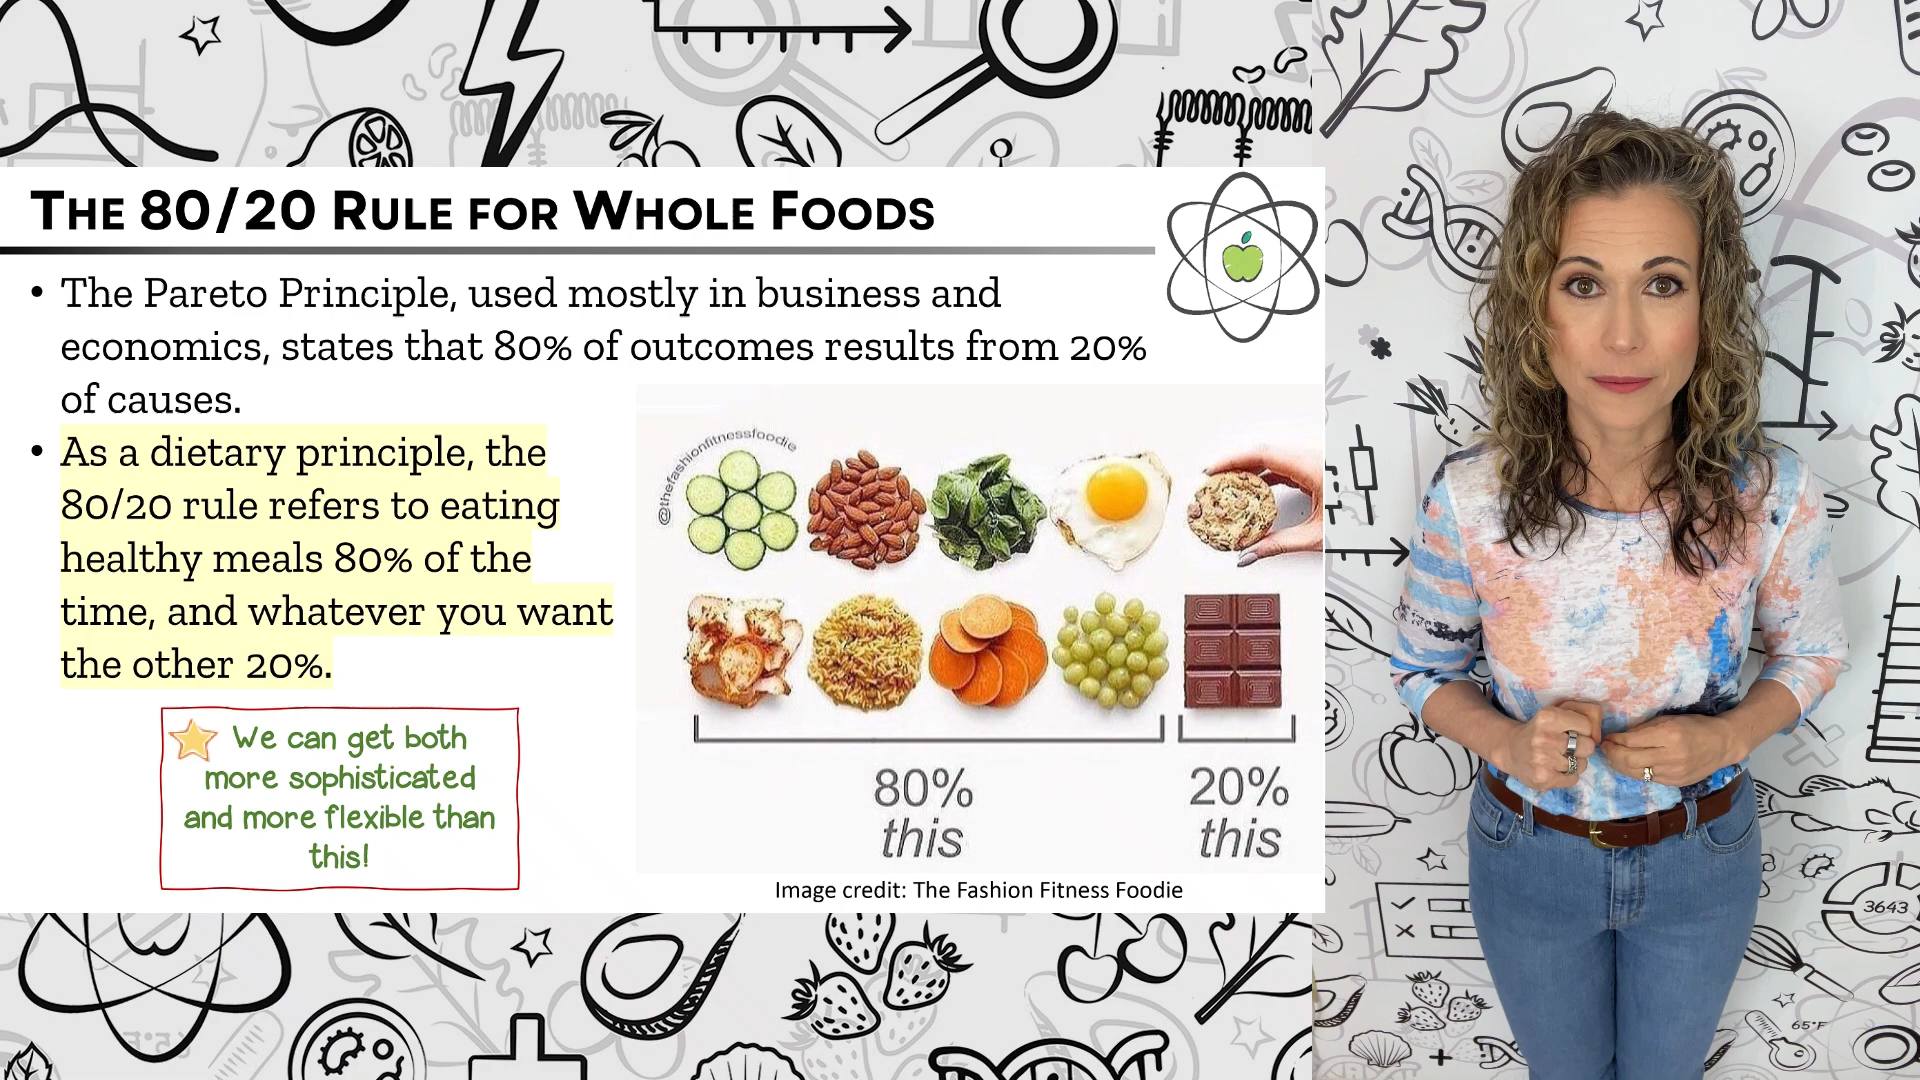 The 80/20 Rule for Whole Foods
• The Pareto Principle, used mostly in business and
economics, states that 80% of outcomes results from 20%
of causes.
• As a dietary principle, the
80/20 rule refers to eating
healthy meals 80% of the
time, and whatever you want
the other 20%.
We can get both
more sophisticated
and more flexible than
this!
@thefashionfitnessfoodie
80%
this
20%
this
Image credit: The Fashion Fitness Foodie
3643
65°F
65°F